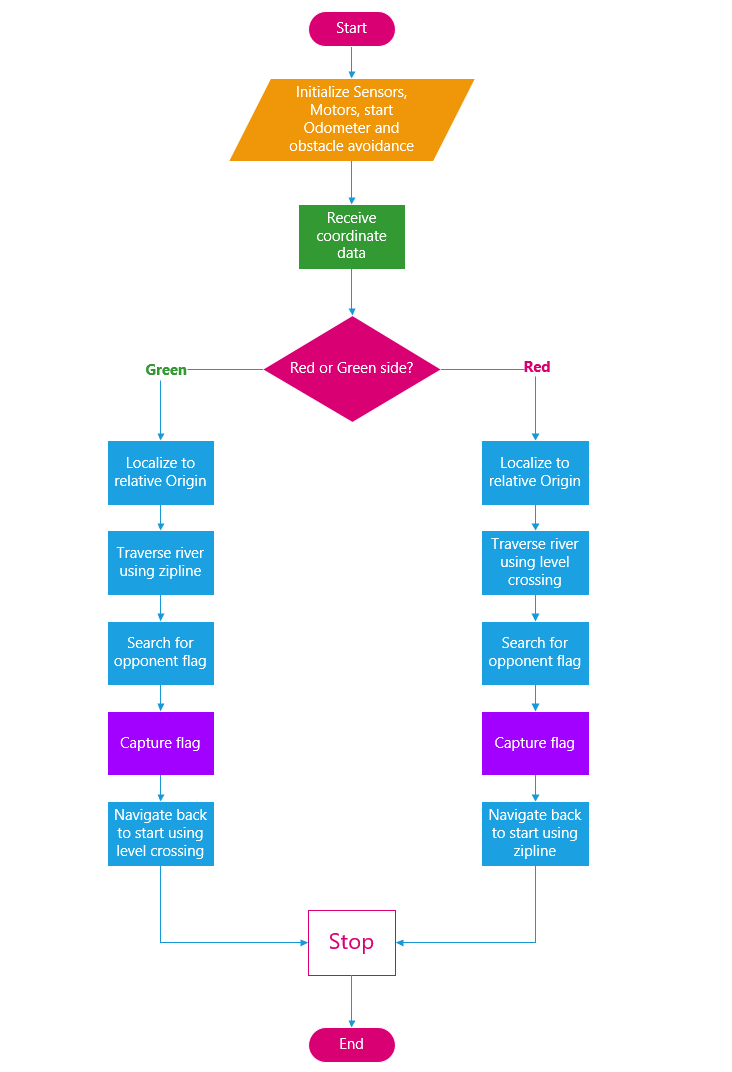 Start
Initialize Sensors,
Motors, start
Odometer and
obstacle avoidance
Receive
coordinate
data
Red or Green side?
Green
Red
Localize to
relative Origin
Traverse river
using zipline
Search for
opponent flag
Capture flag
Navigate back
to start using
level crossing
Localize to
relative Origin
Traverse river
using level
crossing
Search for
opponent flag
Capture flag
Navigate back
to start using
zipline
Stop
End